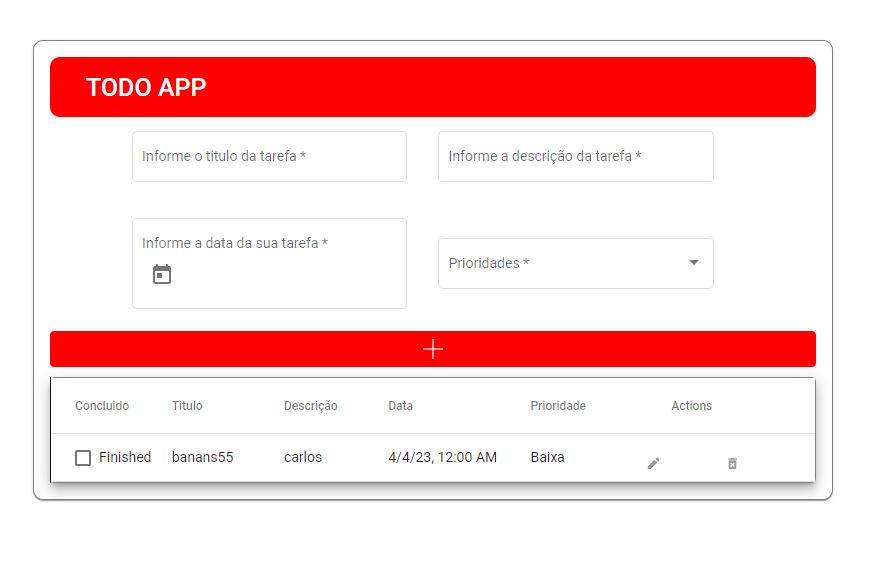 TODO APP
Informe o titulo da tarefa * Informe a descrição da tarefa *
Informe a data da sua tarefa *
Prioridades *
Concluido Titulo Descrição Data Prioridade Actions
Finished banans55 carlos 4/4/23, 12:00 AM Baixa